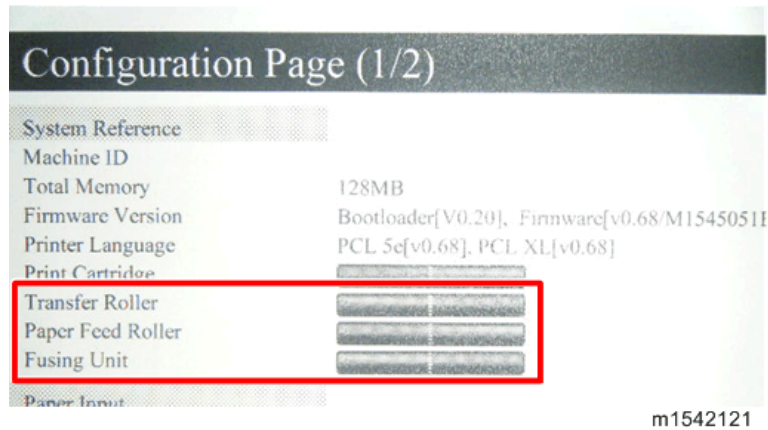 Configuration Page (1/2)
System Reference
Machine ID
Total Memory 128MB
Firmware Version Bootloader[V0.20], Firmware[v0.68/M1545051
Printer Language PCL 5e[v0.68], PCL XL[v0.68]
Print Cartridge
Transfer Roller
Paper Feed Roller
Fusing Unit
Paper Input
m1542121